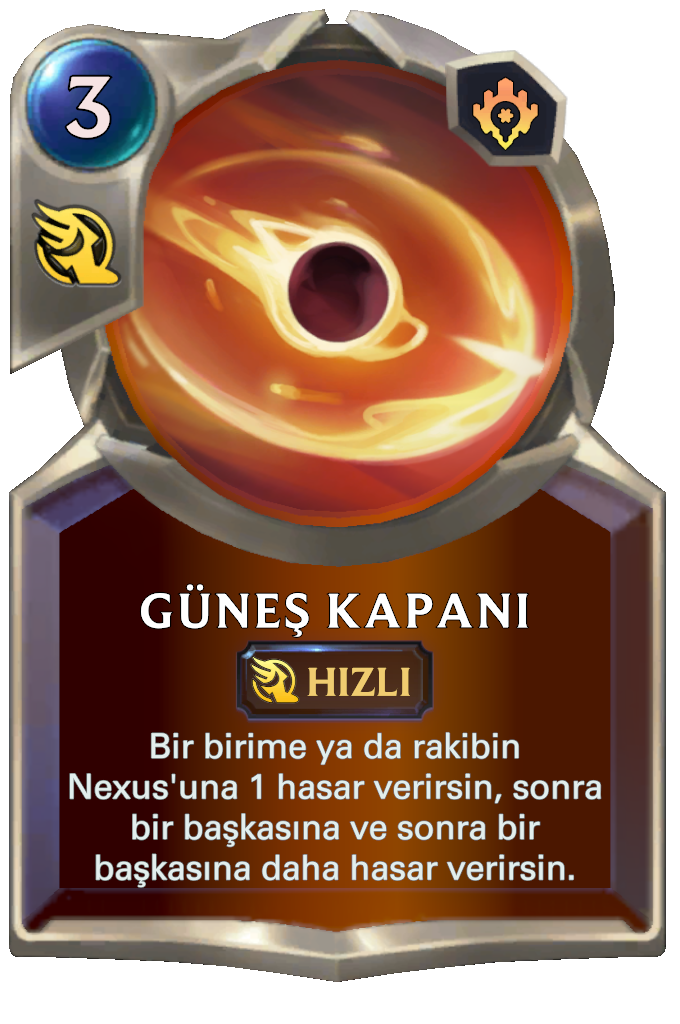 3
GÜNEŞ KAPANI
HIZLI
Bir birime ya da rakibin
Nexus'una 1 hasar verirsin, sonra
bir başkasına ve sonra bir
başkasına daha hasar verirsin.